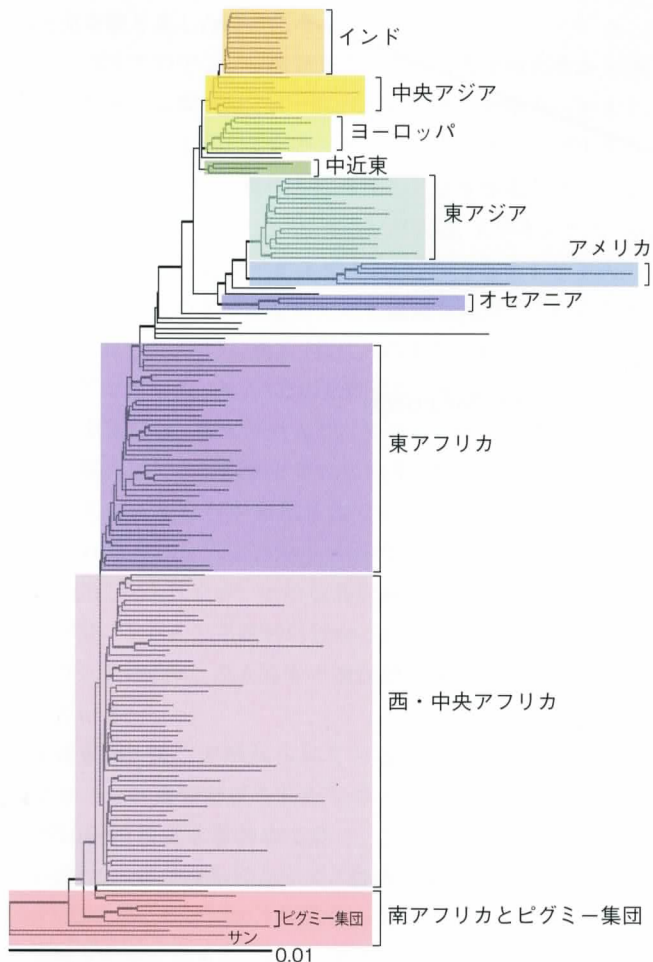 インド
中央アジア
ヨーロッパ
中近東
東アジア
アメリカ
オセアニア
東アフリカ
西・中央アフリカ
ピグミー集団
南アフリカとピグミー集団
サン
0.01